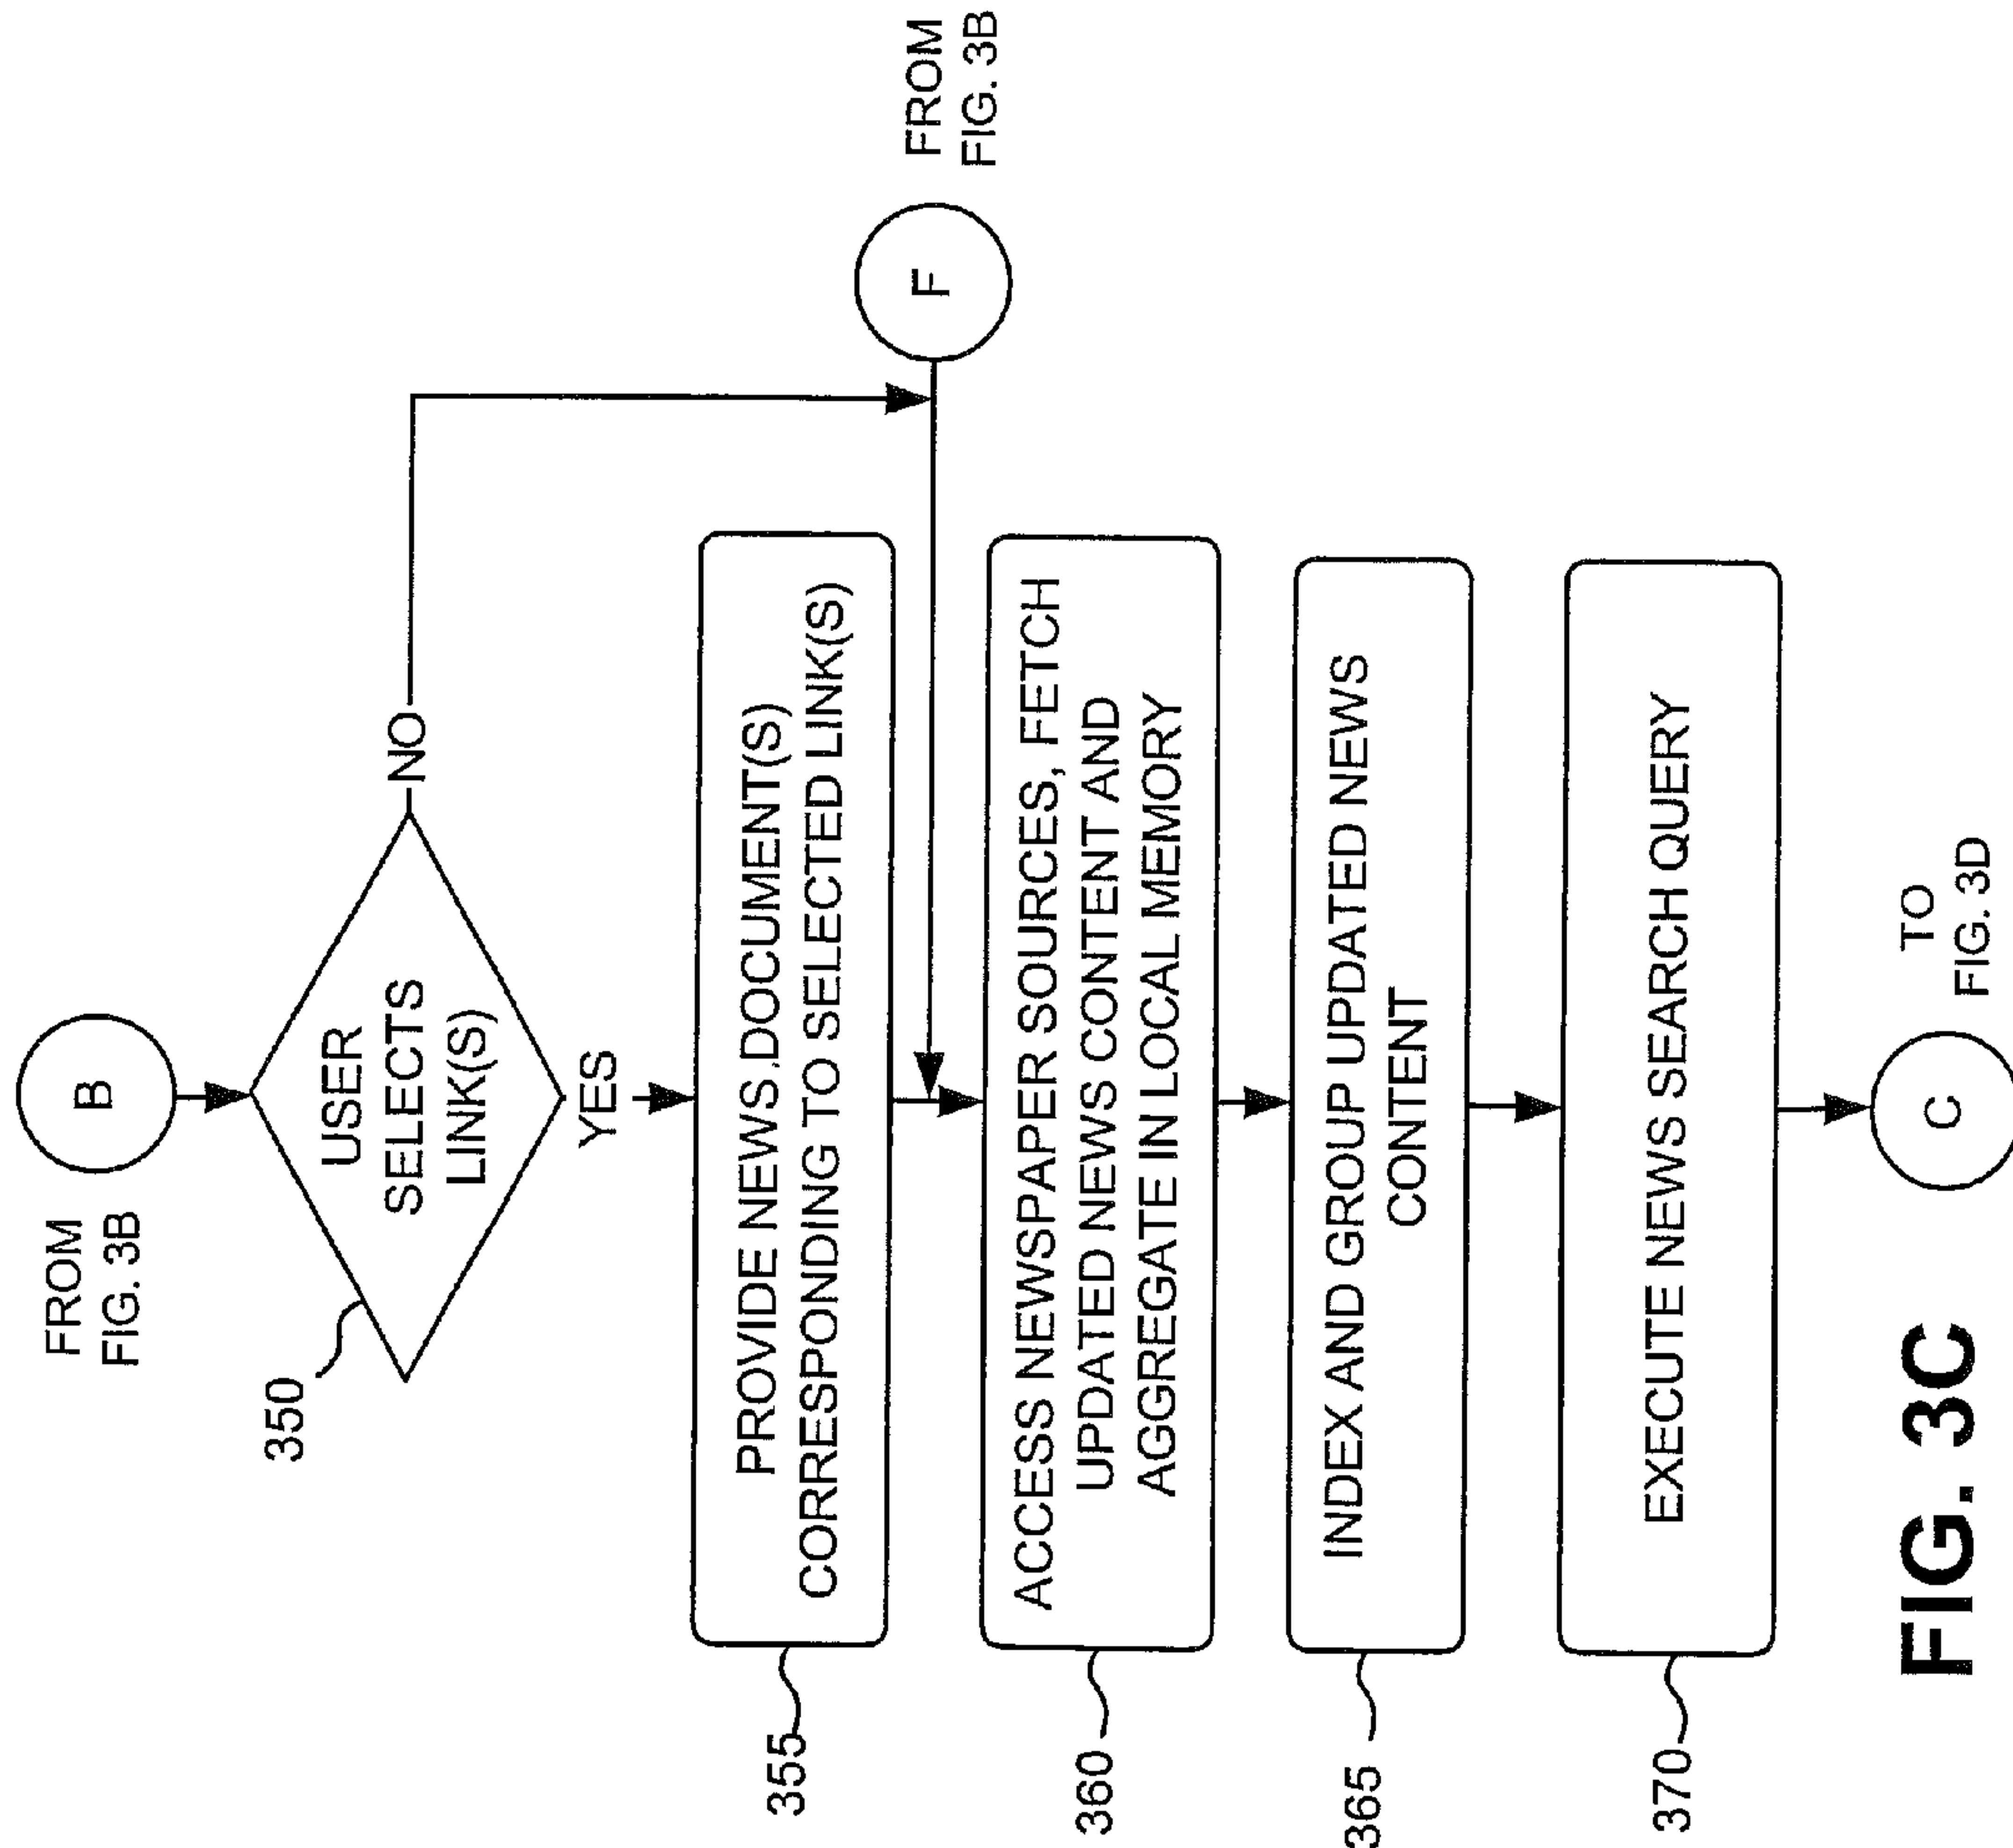 FROM
FIG. 3B
B
350
USER
SELECTS
LINK(S)
NO
YES
FROM
FIG. 3B
F
355
PROVIDE NEWS DOCUMENT(S)
CORRESPONDING TO SELECTED LINK(S)
360
ACCESS NEWSPAPER SOURCES, FETCH
UPDATED NEWS CONTENT AND
AGGREGATE IN LOCAL MEMORY
365
INDEX AND GROUP UPDATED NEWS
CONTENT
370
EXECUTE NEWS SEARCH QUERY
C
TO
FIG. 3D
FIG. 3C